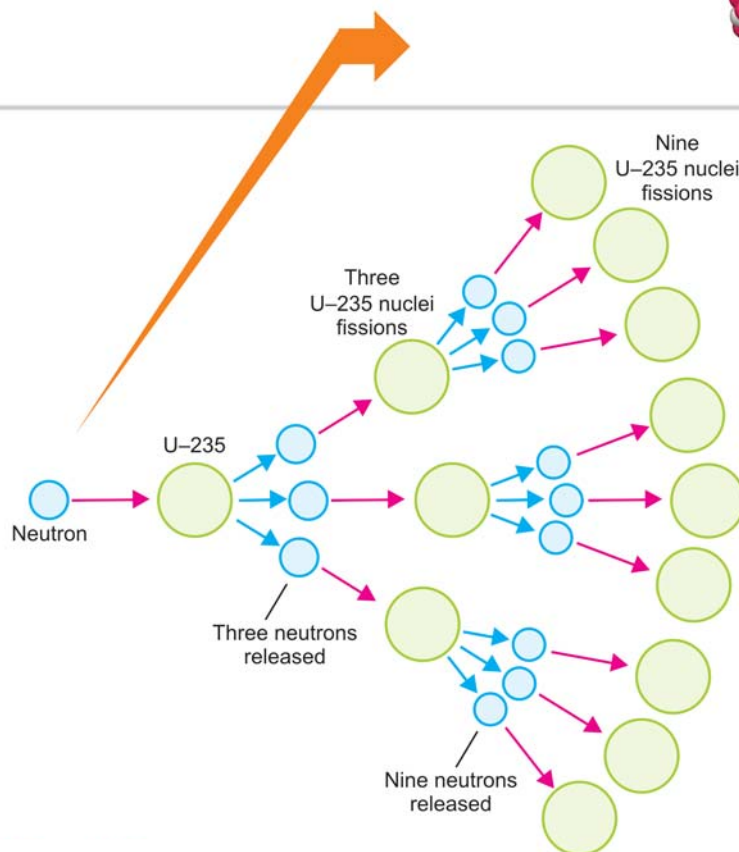 Nine
U–235 nuclei
fissions
Three
U–235 nuclei
fissions
U–235
Neutron
Three neutrons
released
Nine neutrons
released